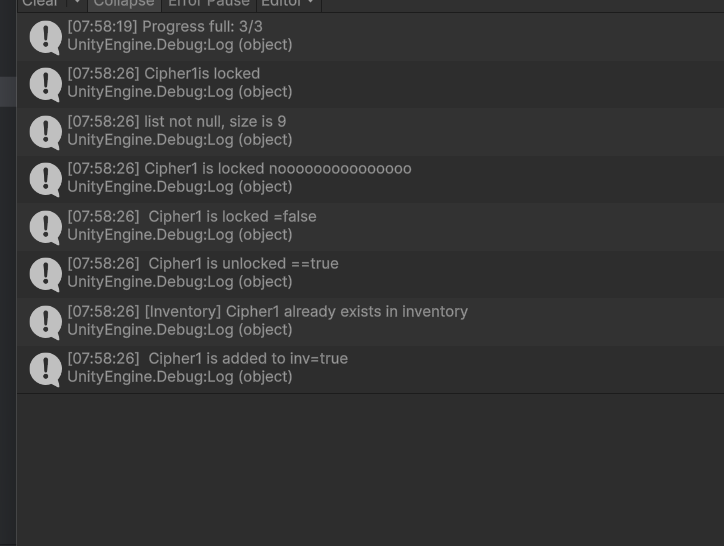 Clear Collapse Error Pause Editor
[07:58:19] Progress full: 3/3
UnityEngine.Debug:Log (object)
[07:58:26] Cipher1is locked
UnityEngine.Debug:Log (object)
[07:58:26] list not null, size is 9
UnityEngine.Debug:Log (object)
[07:58:26] Cipher1 is locked nooooooooooooooo
UnityEngine.Debug:Log (object)
[07:58:26]  Cipher1 is locked =false
UnityEngine.Debug:Log (object)
[07:58:26]  Cipher1 is unlocked ==true
UnityEngine.Debug:Log (object)
[07:58:26] [Inventory] Cipher1 already exists in inventory
UnityEngine.Debug:Log (object)
[07:58:26]  Cipher1 is added to inv=true
UnityEngine.Debug:Log (object)